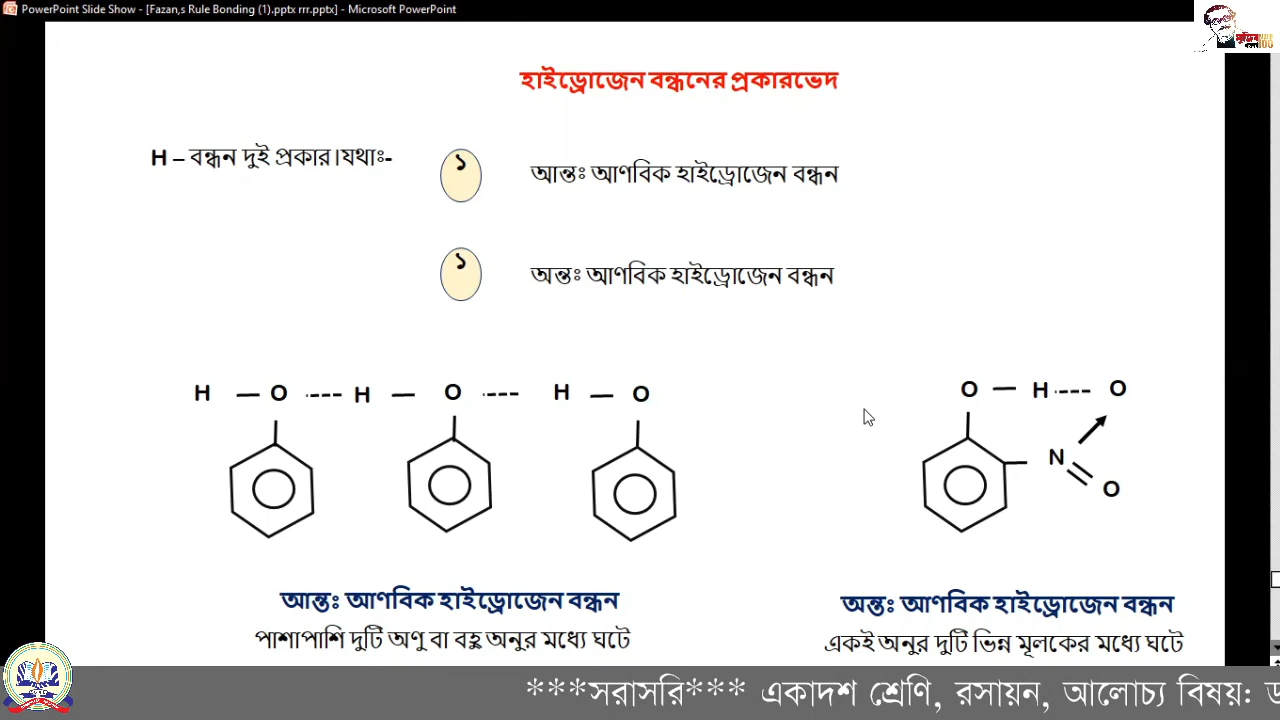 PowerPoint Slide Show - [Fazan,s Rule Bonding (1).pptx rrr.pptx] - Microsoft PowerPoint
হাইড্রোজেন বন্ধনের প্রকারভেদ
H – বন্ধন দুই প্রকার।যথাঃ-
১
আন্তঃ আণবিক হাইড্রোজেন বন্ধন
১
অন্তঃ আণবিক হাইড্রোজেন বন্ধন
H — O ---- H — O --- H — O
O — H ---- O
N
O
আন্তঃ আণবিক হাইড্রোজেন বন্ধন
পাশাপাশি দুটি অণু বা বহু অনুর মধ্যে ঘটে
অন্তঃ আণবিক হাইড্রোজেন বন্ধন
একই অনুর দুটি ভিন্ন মূলকের মধ্যে ঘটে
***সরাসরি*** একাদশ শ্রেণি, রসায়ন, আলোচ্য বিষয়: